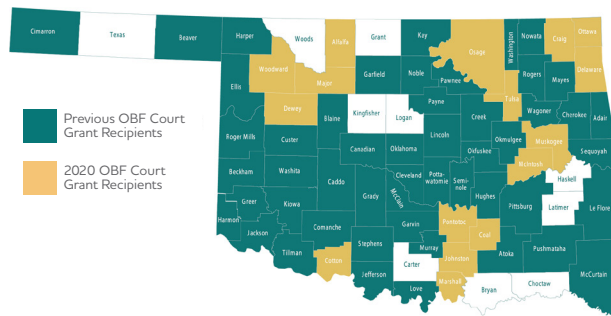 Cimarron
Texas
Beaver
Harper
Woods
Alfalfa
Grant
Kay
Osage
Washington
Nowata
Craig
Ottawa
Woodward
Major
Garfield
Noble
Pawnee
Rogers
Mayes
Delaware
Ellis
Dewey
Blaine
Kingfisher
Logan
Payne
Creek
Tulsa
Wagoner
Cherokee
Adair
Previous OBF Court
Grant Recipients
2020 OBF Court
Grant Recipients
Roger Mills
Custer
Canadian
Oklahoma
Lincoln
Okfuskee
Okmulgee
Muskogee
McIntosh
Sequoyah
Beckham
Washita
Caddo
Grady
McClain
Cleveland
Potta-
watomie
Semi-
nole
Hughes
Pittsburg
Haskell
Latimer
Le Flore
Greer
Kiowa
Harmon
Jackson
Comanche
Stephens
Garvin
Murray
Pontotoc
Coal
Johnston
Atoka
Pushmataha
McCurtain
Tillman
Cotton
Jefferson
Carter
Love
Marshall
Bryan
Choctaw